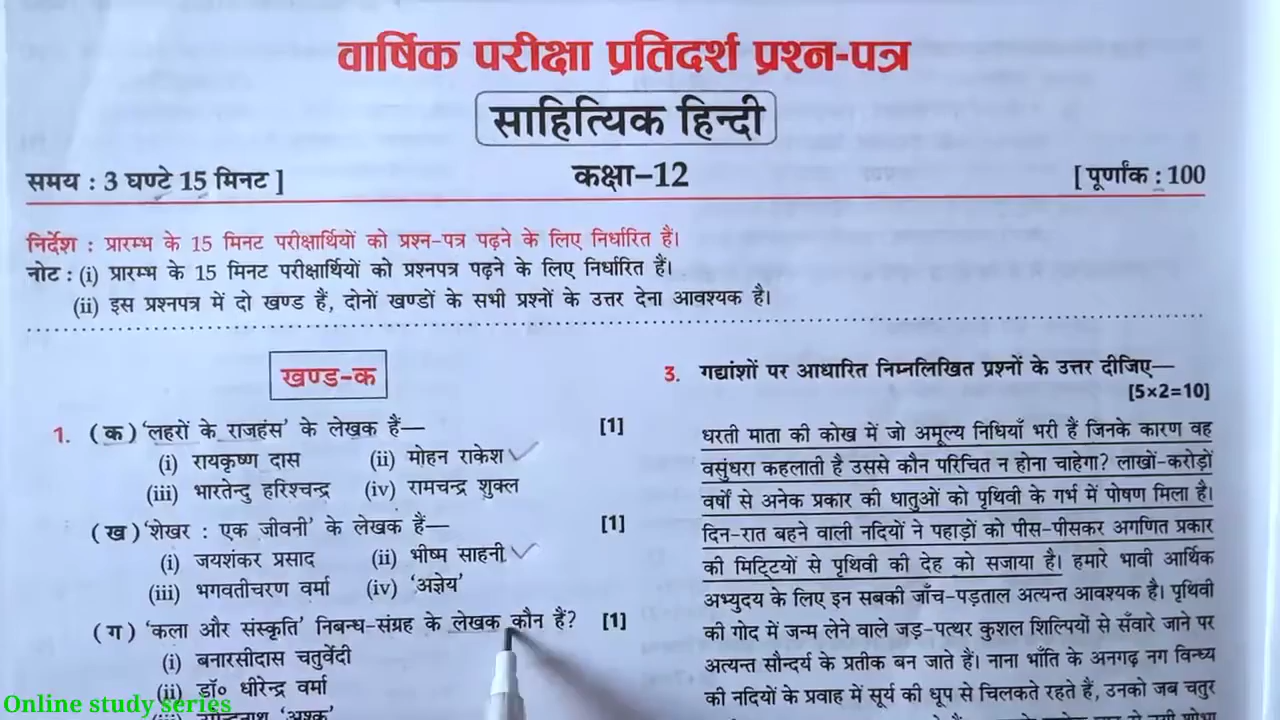 वार्षिक परीक्षा प्रतिदर्श प्रश्न-पत्र
साहित्यिक हिन्दी
समय : 3 घण्टे 15 मिनट ]
कक्षा–12
[ पूर्णांक : 100
निर्देश : प्रारम्भ के 15 मिनट परीक्षार्थियों को प्रश्न-पत्र पढ़ने के लिए निर्धारित हैं।
नोट : (i) प्रारम्भ के 15 मिनट परीक्षार्थियों को प्रश्नपत्र पढ़ने के लिए निर्धारित हैं।
(ii) इस प्रश्नपत्र में दो खण्ड हैं, दोनों खण्डों के सभी प्रश्नों के उत्तर देना आवश्यक है।
खण्ड-क
1. (क) 'लहरों के राजहंस' के लेखक हैं— [1]
(i) रायकृष्ण दास (ii) मोहन राकेश
(iii) भारतेन्दु हरिश्चन्द्र (iv) रामचन्द्र शुक्ल
(ख) 'शेखर : एक जीवनी' के लेखक हैं— [1]
(i) जयशंकर प्रसाद (ii) भीष्म साहनी
(iii) भगवतीचरण वर्मा (iv) 'अज्ञेय'
(ग) 'कला और संस्कृति' निबन्ध-संग्रह के लेखक कौन हैं? [1]
(i) बनारसीदास चतुर्वेदी
(ii) डॉ० धीरेन्द्र वर्मा
(iii) उपेन्द्रनाथ 'अश्क'
3. गद्यांशों पर आधारित निम्नलिखित प्रश्नों के उत्तर दीजिए—
[5×2=10]
धरती माता की कोख में जो अमूल्य निधियाँ भरी हैं जिनके कारण वह
वसुंधरा कहलाती है उससे कौन परिचित न होना चाहेगा? लाखों-करोड़ों
वर्षों से अनेक प्रकार की धातुओं को पृथिवी के गर्भ में पोषण मिला है।
दिन-रात बहने वाली नदियों ने पहाड़ों को पीस-पीसकर अगणित प्रकार
की मिट्टियों से पृथिवी की देह को सजाया है। हमारे भावी आर्थिक
अभ्युदय के लिए इन सबकी जाँच-पड़ताल अत्यन्त आवश्यक है। पृथिवी
की गोद में जन्म लेने वाले जड़-पत्थर कुशल शिल्पियों से सँवारे जाने पर
अत्यन्त सौन्दर्य के प्रतीक बन जाते हैं। नाना भाँति के अनगढ़ नग विन्ध्य
की नदियों के प्रवाह में सूर्य की धूप से चिलकते रहते हैं, उनको जब चतुर
Online study series